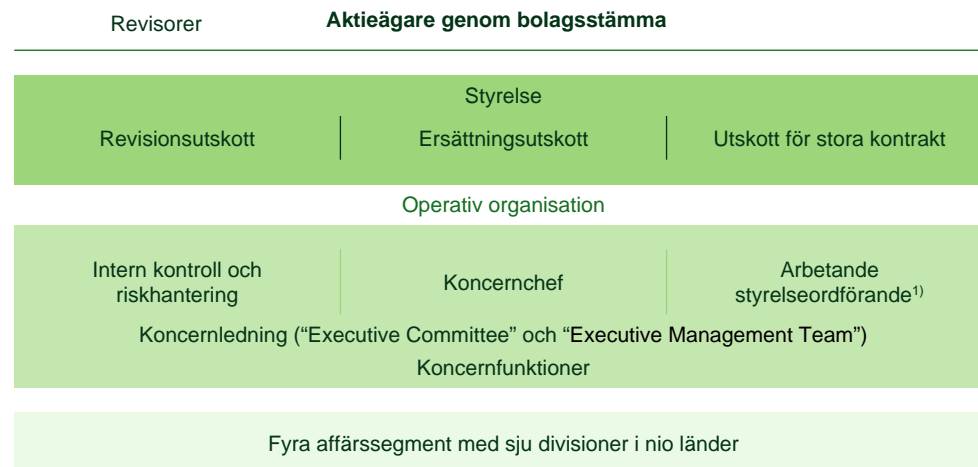 Revisorer
Aktieägare genom bolagsstämma
Styrelse
Revisionsutskott
Ersättningsutskott
Utskott för stora kontrakt
Operativ organisation
Intern kontroll och
riskhantering
Koncernchef
Arbetande
styrelseordförande1)
Koncernledning (“Executive Committee” och “Executive Management Team”)
Koncernfunktioner
Fyra affärssegment med sju divisioner i nio länder